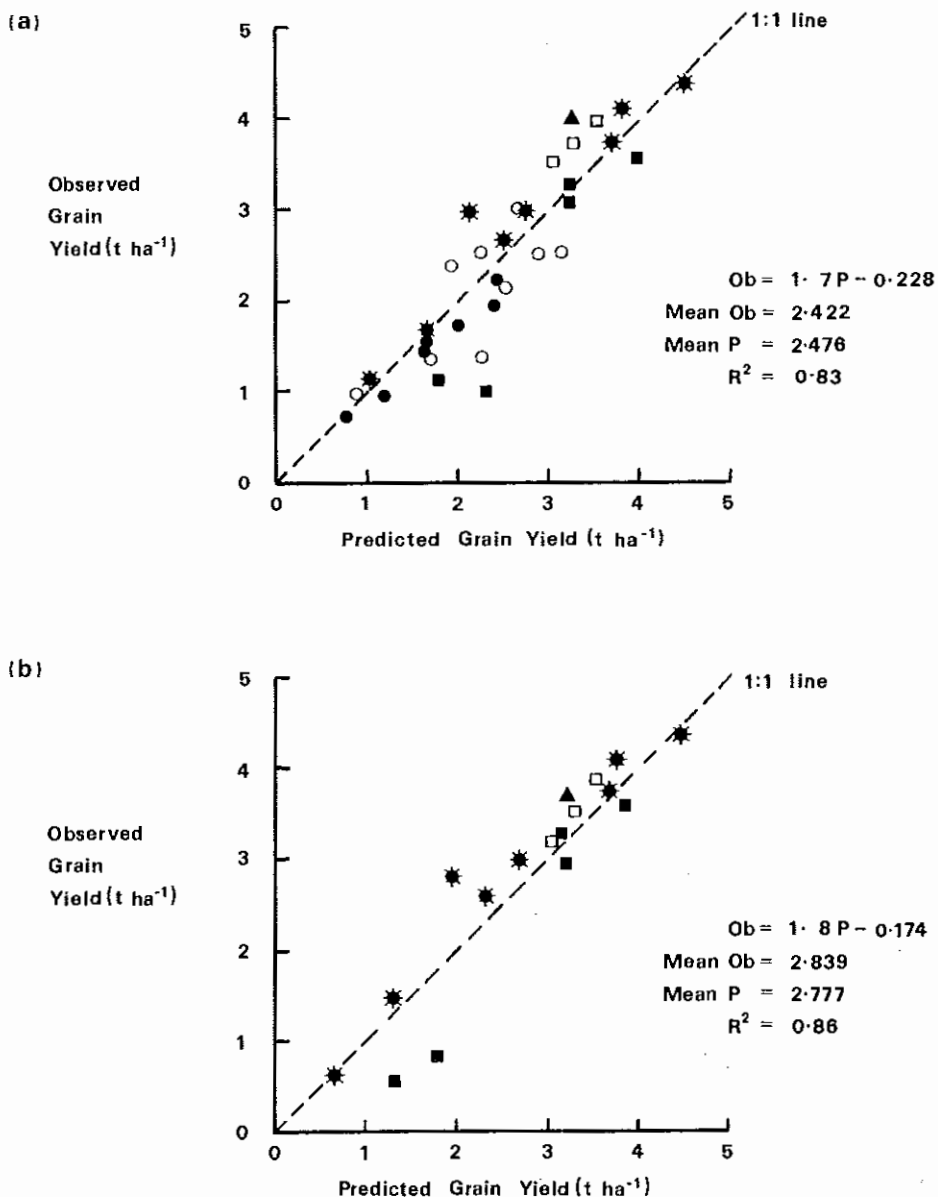 (a)
1:1 line
5
4
3
2
1
0
Observed
Grain
Yield (t ha⁻¹)
Ob = 1· 7P - 0·228
Mean Ob = 2·422
Mean P = 2·476
R² = 0·83
0 1 2 3 4 5
Predicted Grain Yield (t ha⁻¹)
(b)
1:1 line
5
4
3
2
1
0
Observed
Grain
Yield (t ha⁻¹)
Ob = 1· 8P - 0·174
Mean Ob = 2·839
Mean P = 2·777
R² = 0·86
0 1 2 3 4 5
Predicted Grain Yield (t ha⁻¹)